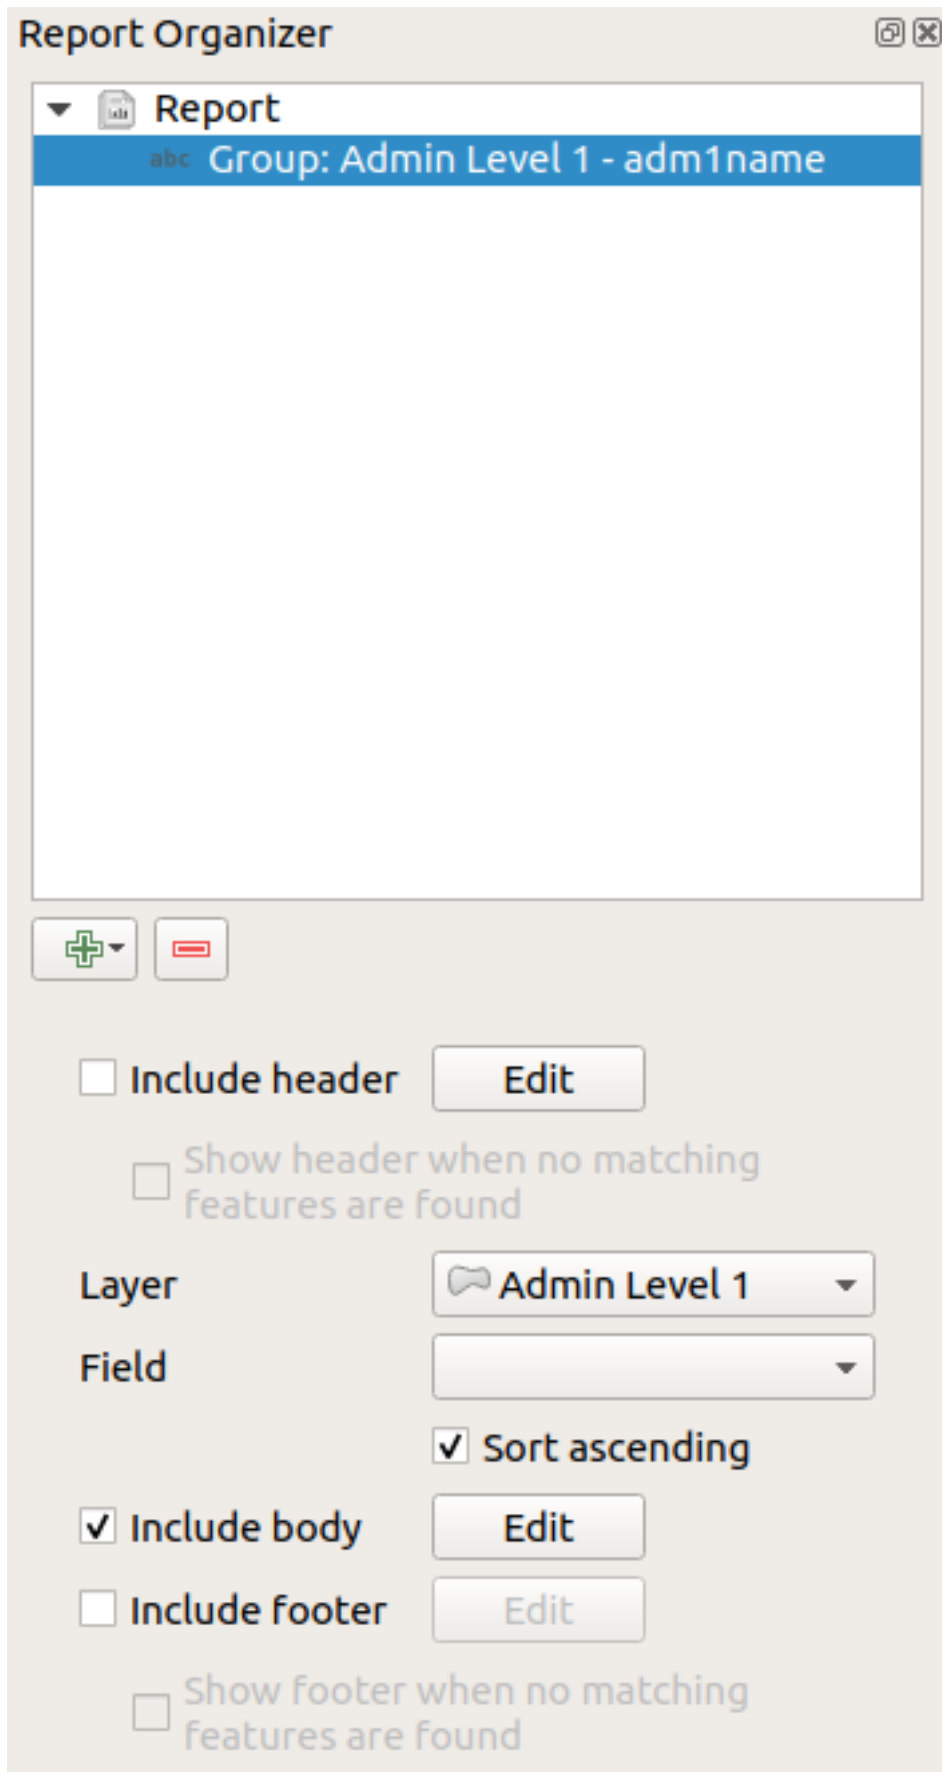 Report Organizer
Report
abc Group: Admin Level 1 - adm1name
Include header Edit
Show header when no matching
features are found
Layer Admin Level 1
Field
Sort ascending
Include body Edit
Include footer Edit
Show footer when no matching
features are found